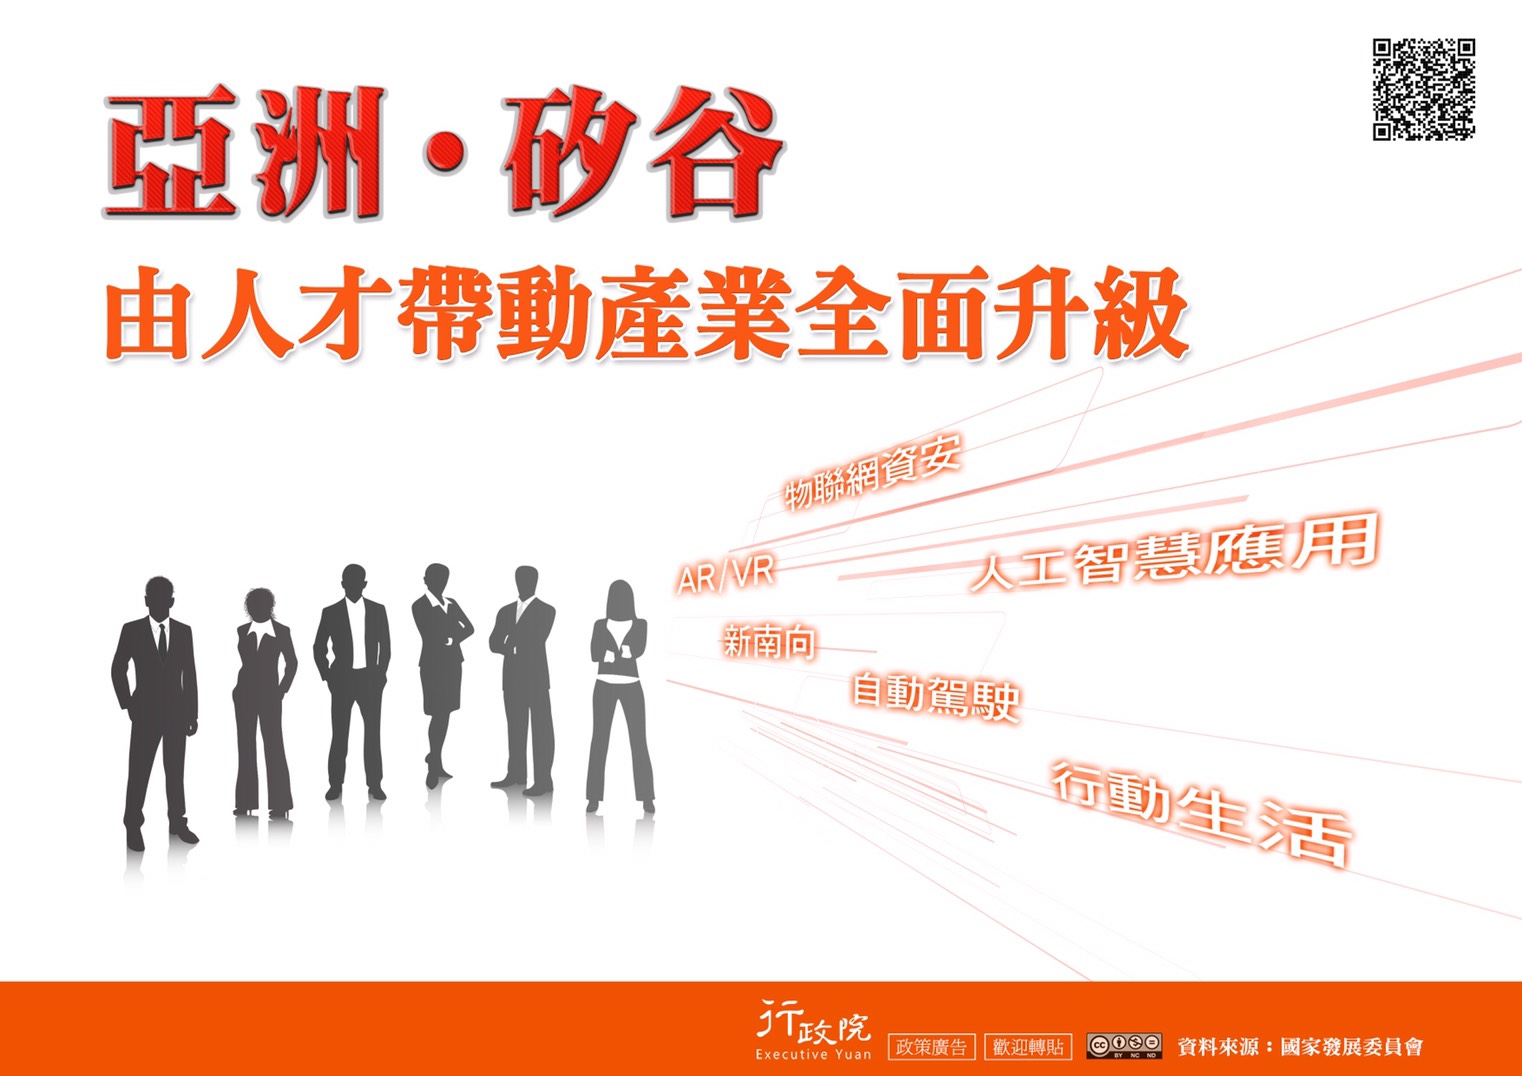 亞洲・矽谷
由人才帶動產業全面升級
物聯網資安
人工智慧應用
AR/VR
新南向
自動駕駛
行動生活
行政院
Executive Yuan
政策廣告
歡迎轉貼
cc
BY NC ND
資料來源：國家發展委員會